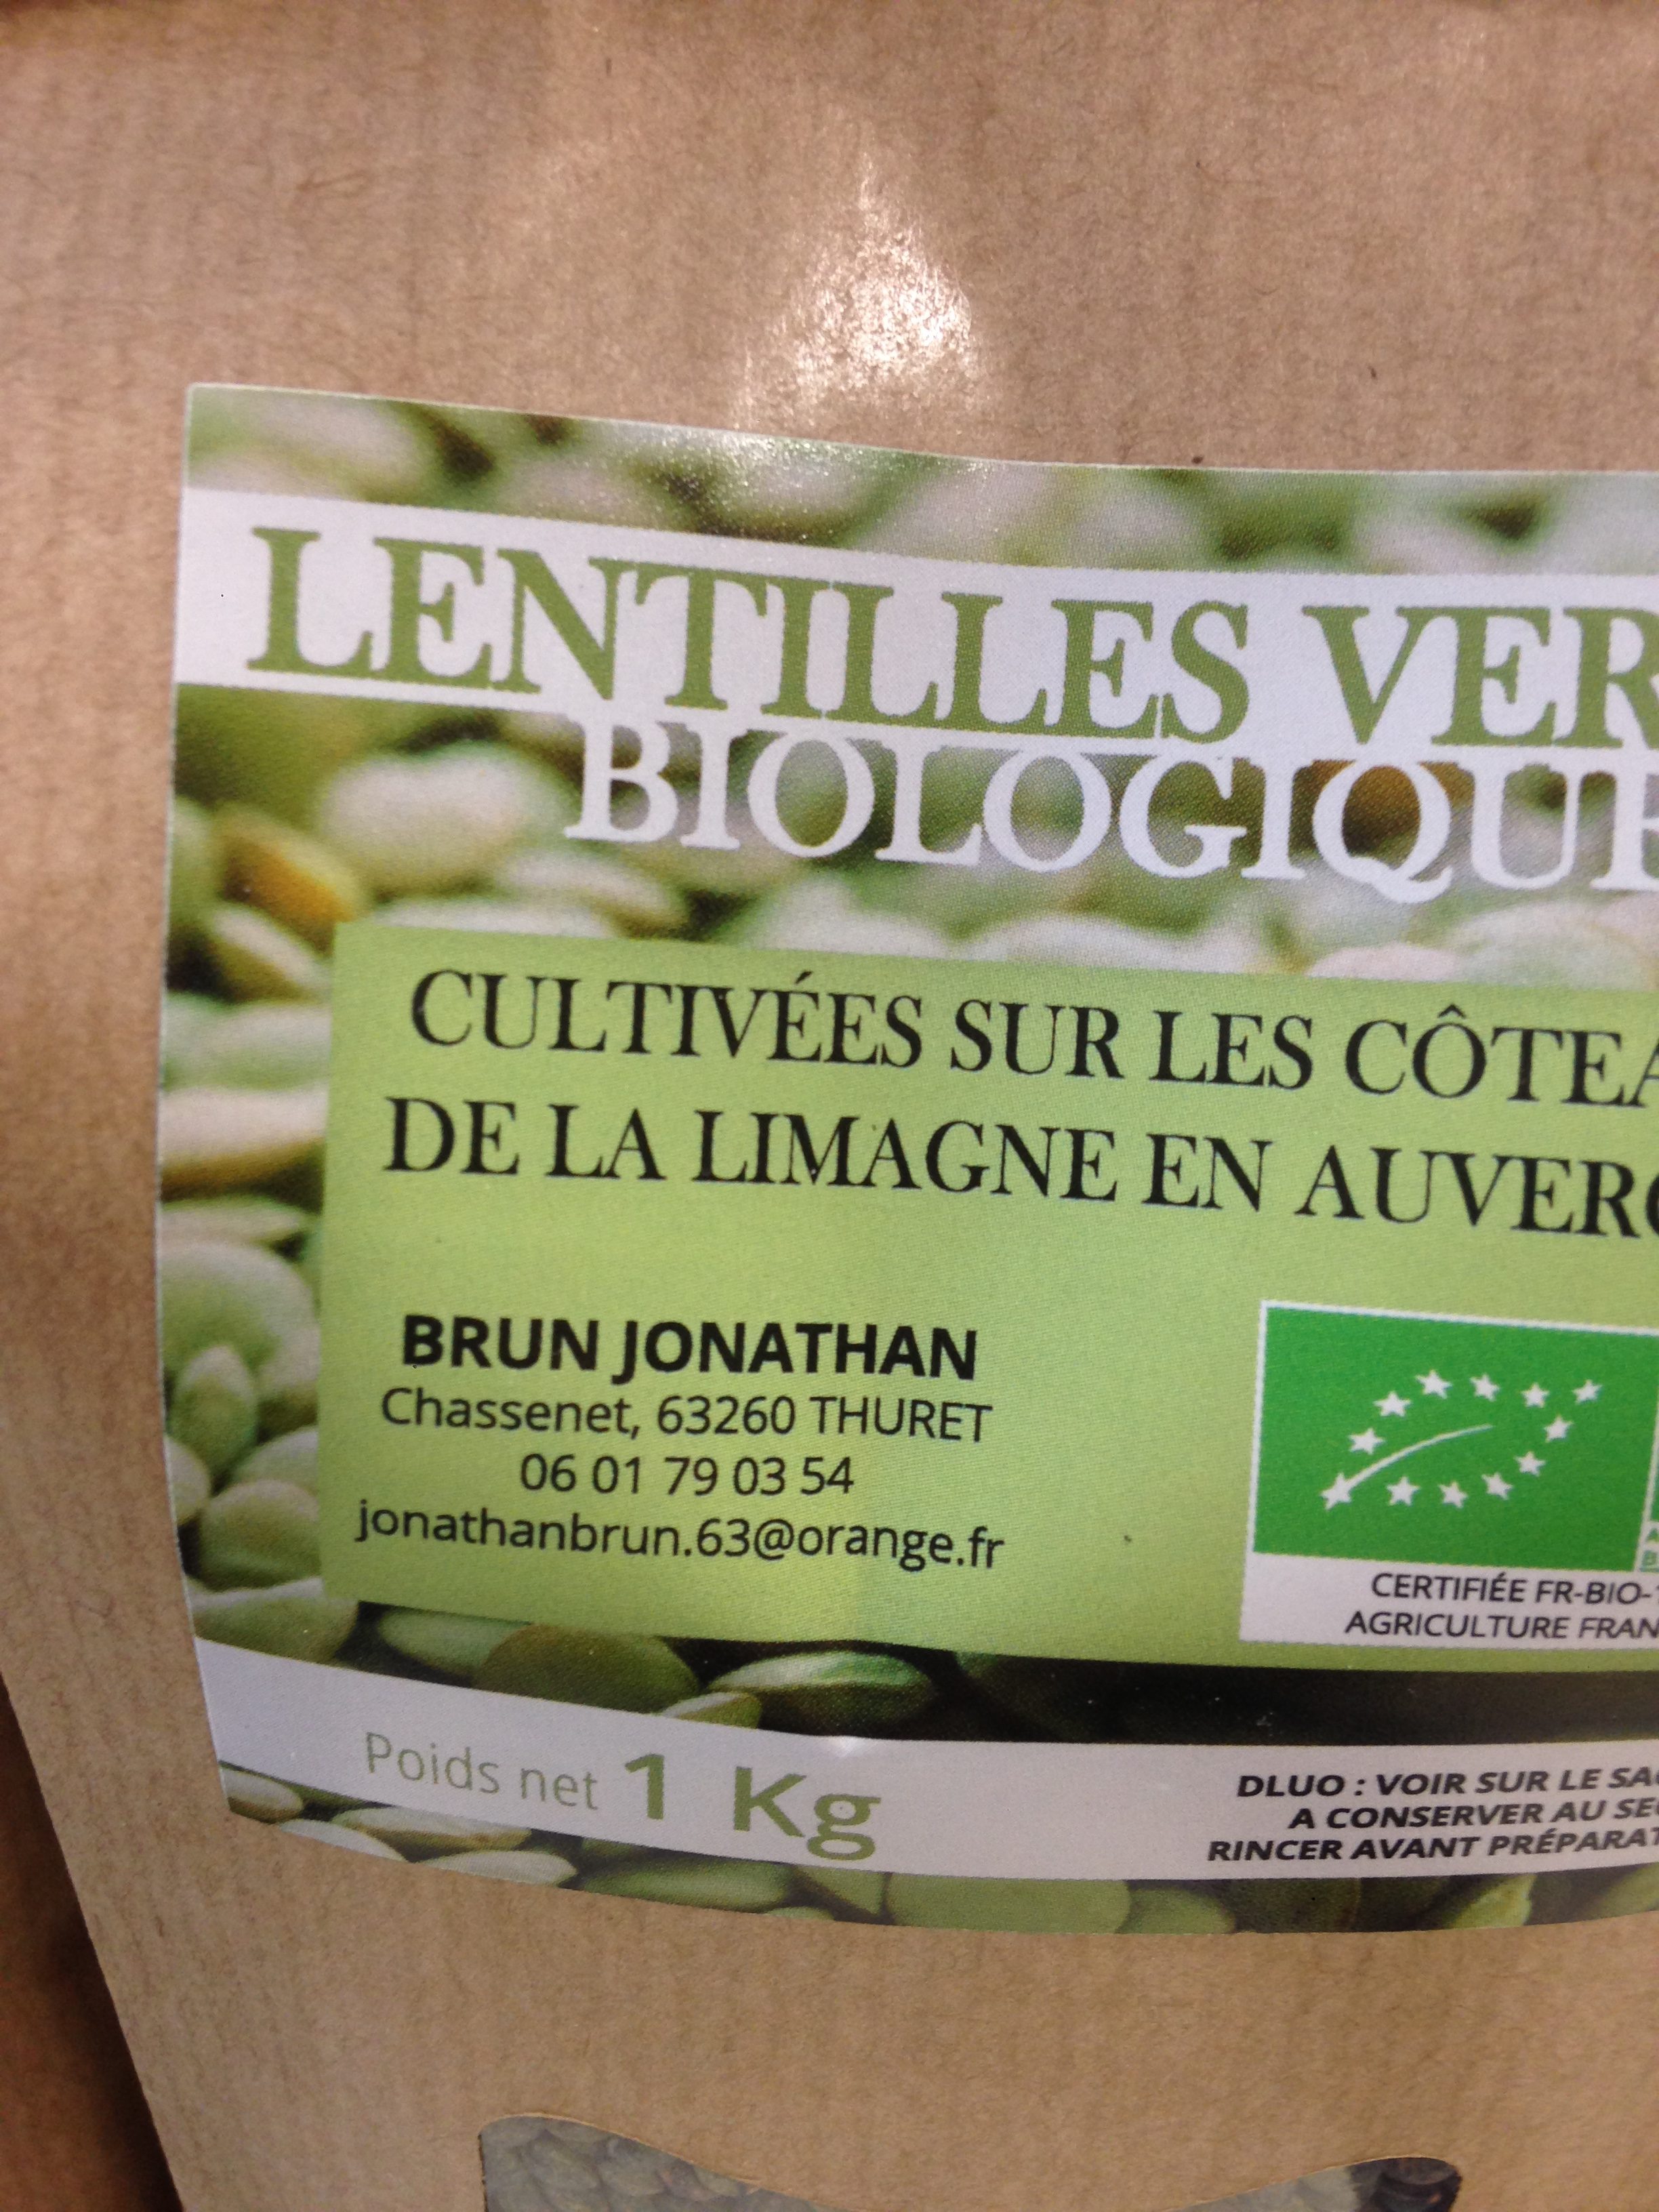 LENTILLES VER
BIOLOGIQUE
CULTIVÉES SUR LES CÔTEA
DE LA LIMAGNE EN AUVERG
BRUN JONATHAN
Chassenet, 63260 THURET
06 01 79 03 54
jonathanbrun.63@orange.fr
CERTIFIÉE FR-BIO-1
AGRICULTURE FRAN
Poids net 1 Kg
DLUO : VOIR SUR LE SA
A CONSERVER AU SE
RINCER AVANT PRÉPARAT